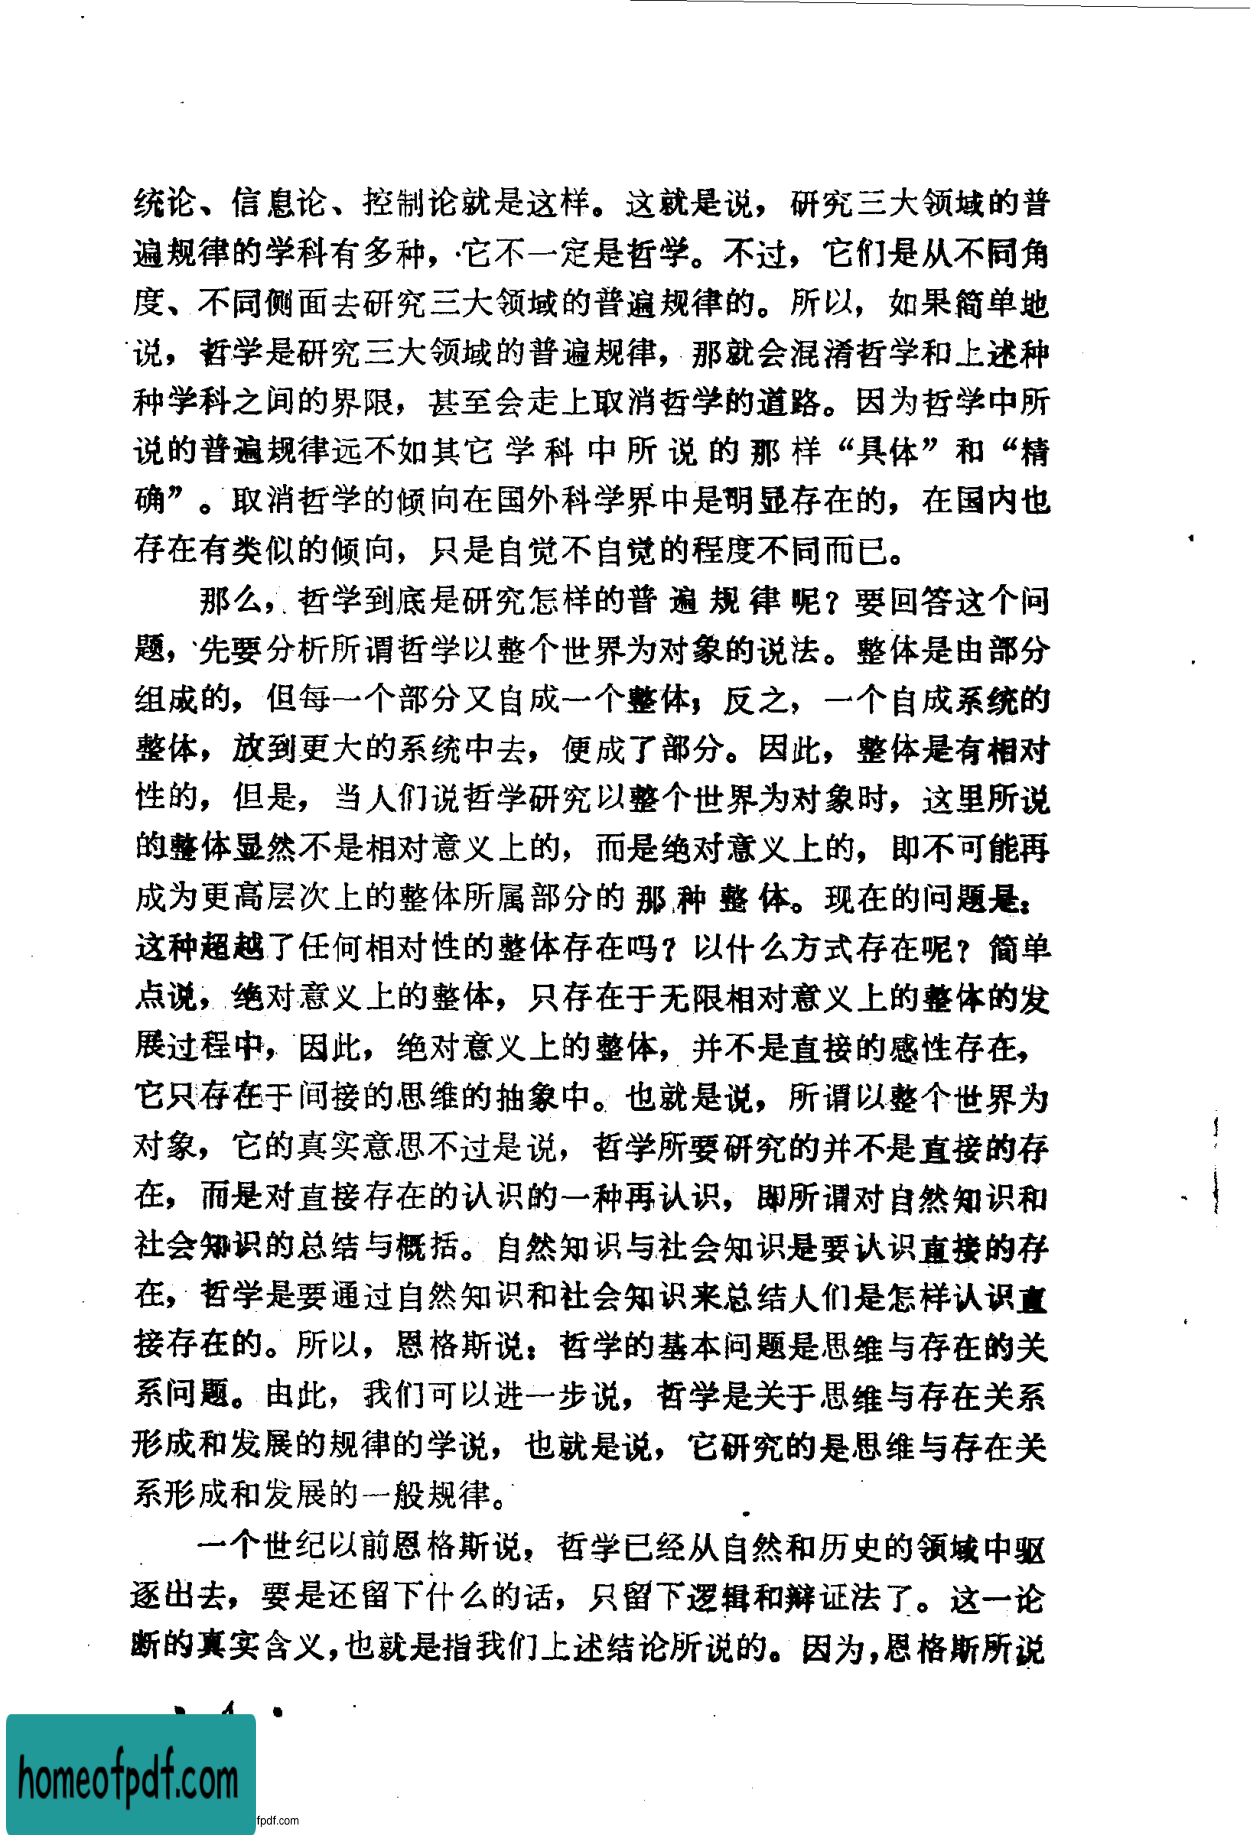 统论、信息论、控制论就是这样。这就是说，研究三大领域的普
遍规律的学科有多种，它不一定是哲学。不过，它们是从不同角
度、不同侧面去研究三大领域的普遍规律的。所以，如果简单地
说，哲学是研究三大领域的普遍规律，那就会混淆哲学和上述种
种学科之间的界限，甚至会走上取消哲学的道路。因为哲学中所
说的普遍规律远不如其它学科中所说的那样“具体”和“精
确”。取消哲学的倾向在国外科学界中是明显存在的，在国内也
存在有类似的倾向，只是自觉不自觉的程度不同而已。
那么，哲学到底是研究怎样的普遍规律呢？要回答这个问
题，先要分析所谓哲学以整个世界为对象的说法。整体是由部分
组成的，但每一个部分又自成一个整体；反之，一个自成系统的
整体，放到更大的系统中去，便成了部分。因此，整体是有相对
性的，但是，当人们说哲学研究以整个世界为对象时，这里所说
的整体显然不是相对意义上的，而是绝对意义上的，即不可能再
成为更高层次上的整体所属部分的那种整体。现在的问题是：
这种超越了任何相对性的整体存在吗？以什么方式存在呢？简单
点说，绝对意义上的整体，只存在于无限相对意义上的整体的发
展过程中，因此，绝对意义上的整体，并不是直接的感性存在，
它只存在于间接的思维的抽象中。也就是说，所谓以整个世界为
对象，它的真实意思不过是说，哲学所要研究的并不是直接的存
在，而是对直接存在的认识的一种再认识，即所谓对自然知识和
社会知识的总结与概括。自然知识与社会知识是要认识直接的存
在，哲学是要通过自然知识和社会知识来总结人们是怎样认识直
接存在的。所以，恩格斯说：哲学的基本问题是思维与存在的关
系问题。由此，我们可以进一步说，哲学是关于思维与存在关系
形成和发展的规律的学说，也就是说，它研究的是思维与存在关
系形成和发展的一般规律。
一个世纪以前恩格斯说，哲学已经从自然和历史的领域中驱
逐出去，要是还留下什么的话，只留下逻辑和辩证法了。这一论
断的真实含义，也就是指我们上述结论所说的。因为，恩格斯所说
homeofpdf.com
fpdf.com